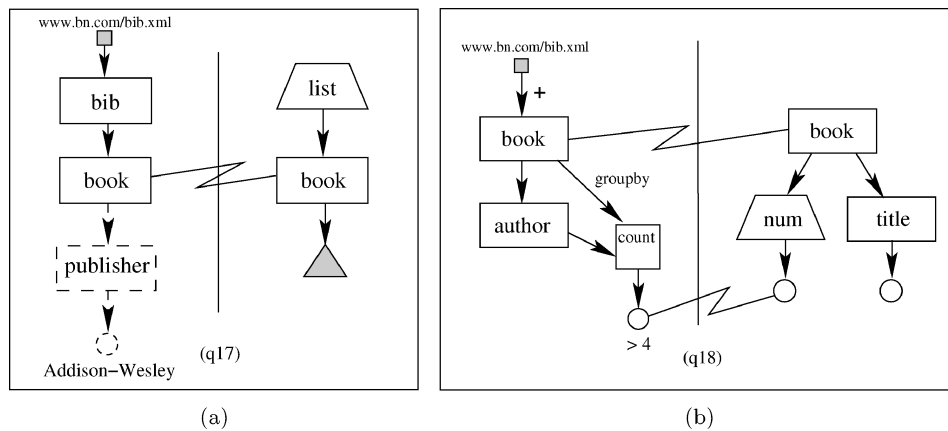 www.bn.com/bib.xml
bib
list
book
book
publisher
Addison-Wesley
(q17)
(a)
www.bn.com/bib.xml
+
book
book
groupby
author
count
num
title
> 4
(q18)
(b)